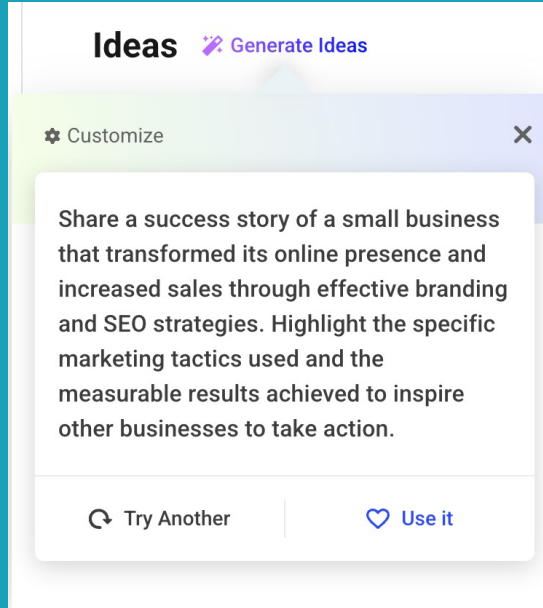 Ideas Generate Ideas
Customize
Share a success story of a small business
that transformed its online presence and
increased sales through effective branding
and SEO strategies. Highlight the specific
marketing tactics used and the
measurable results achieved to inspire
other businesses to take action.
Try Another Use it